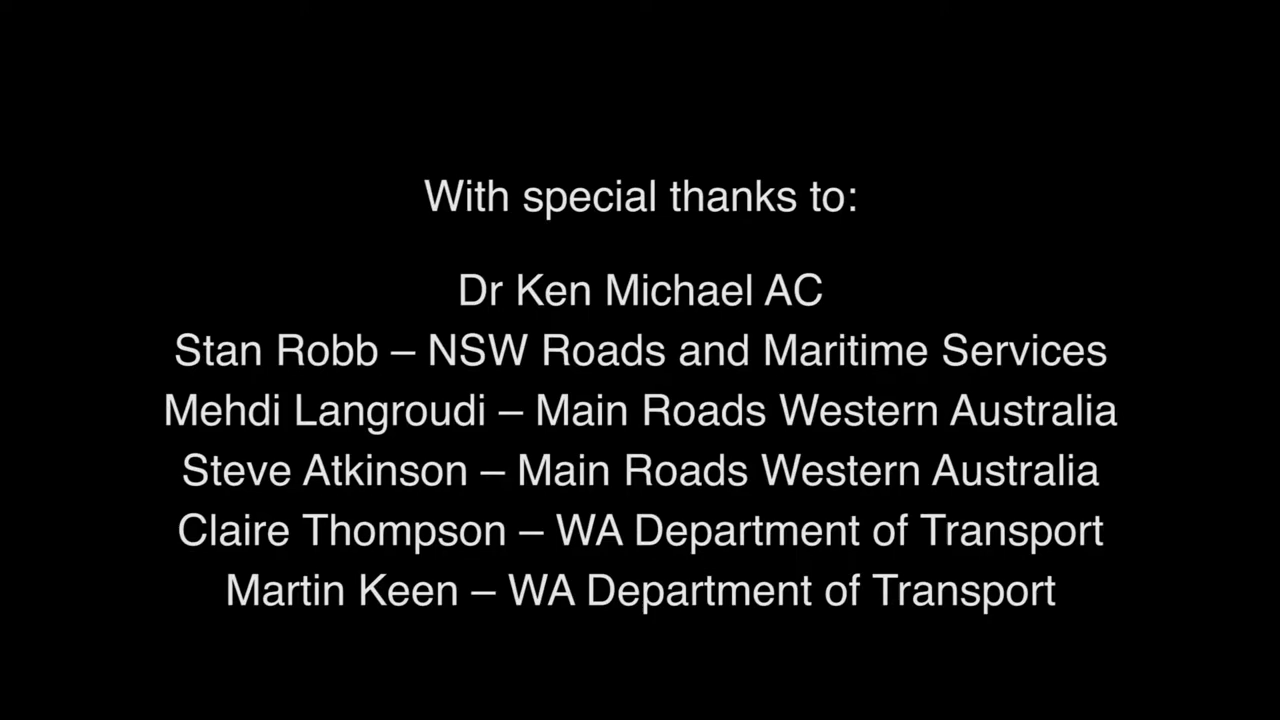 With special thanks to:
Dr Ken Michael AC
Stan Robb – NSW Roads and Maritime Services
Mehdi Langroudi – Main Roads Western Australia
Steve Atkinson – Main Roads Western Australia
Claire Thompson – WA Department of Transport
Martin Keen – WA Department of Transport